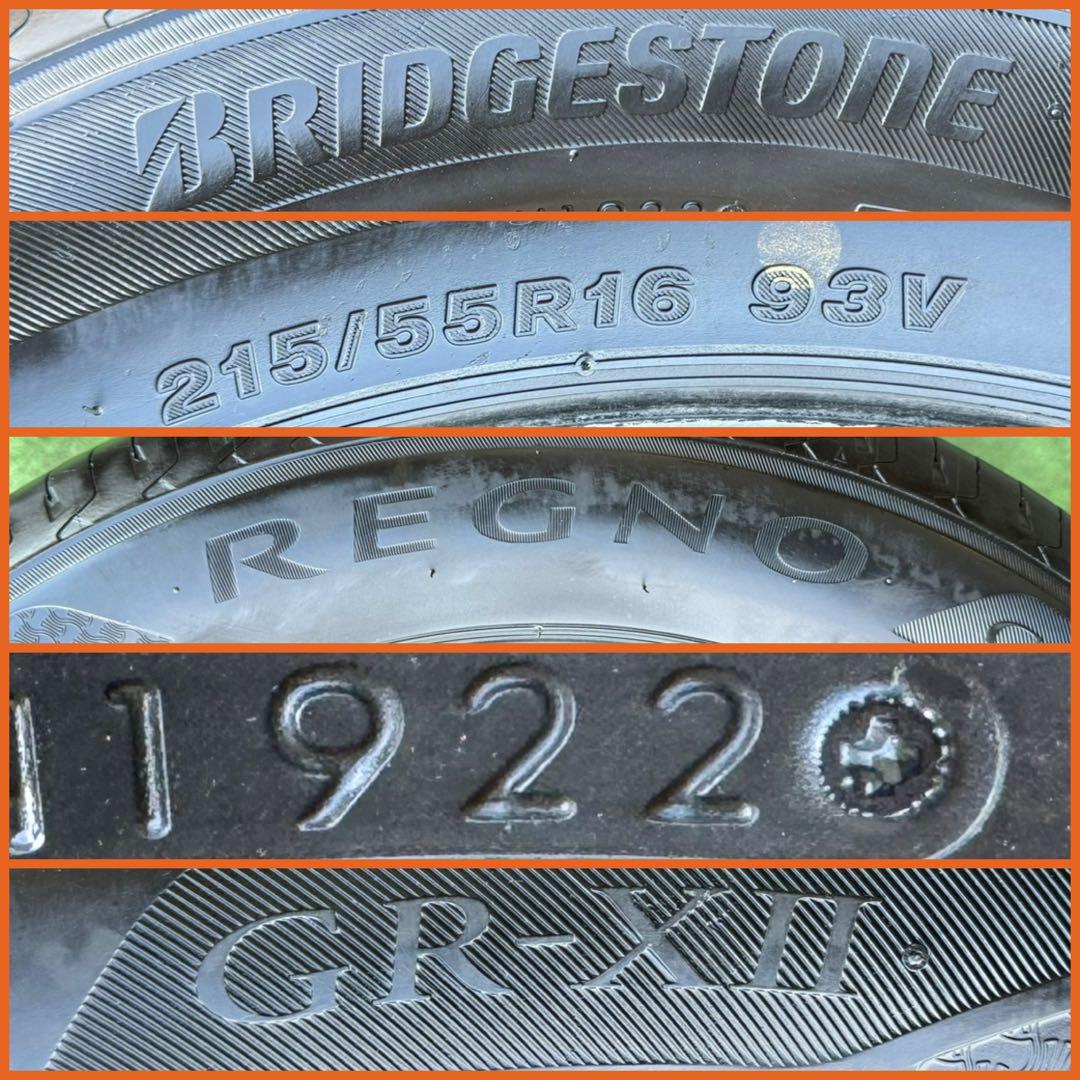 BRIDGESTONE
215/55R16 93V
REGNO
1922
GR-XII